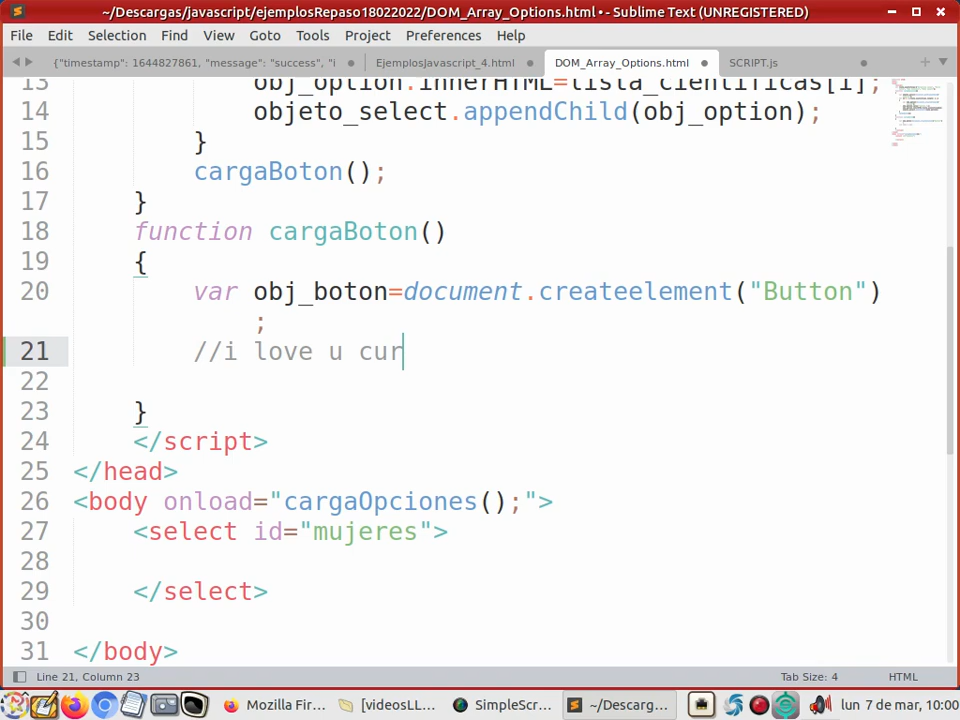 ~/Descargas/javascript/ejemplosRepaso18022022/DOM_Array_Options.html • - Sublime Text (UNREGISTERED)
File Edit Selection Find View Goto Tools Project Preferences Help
{"timestamp": 1644827861, "message": "success", "i EjemplosJavascript_4.html DOM_Array_Options.html SCRIPT.js
13 obj_option.innerHTML=lista_cientificas[i];
14 objeto_select.appendChild(obj_option);
15 }
16 cargaBoton();
17 }
18 function cargaBoton()
19 {
20 var obj_boton=document.createelement("Button")
;
21 //i love u cur
22
23 }
24 </script>
25 </head>
26 <body onload="cargaOpciones();">
27 <select id="mujeres">
28
29 </select>
30
31 </body>
Line 21, Column 23 Tab Size: 4 HTML
Mozilla Fir... [videosLL... SimpleScr... ~/Descarg... lun 7 de mar, 10:00